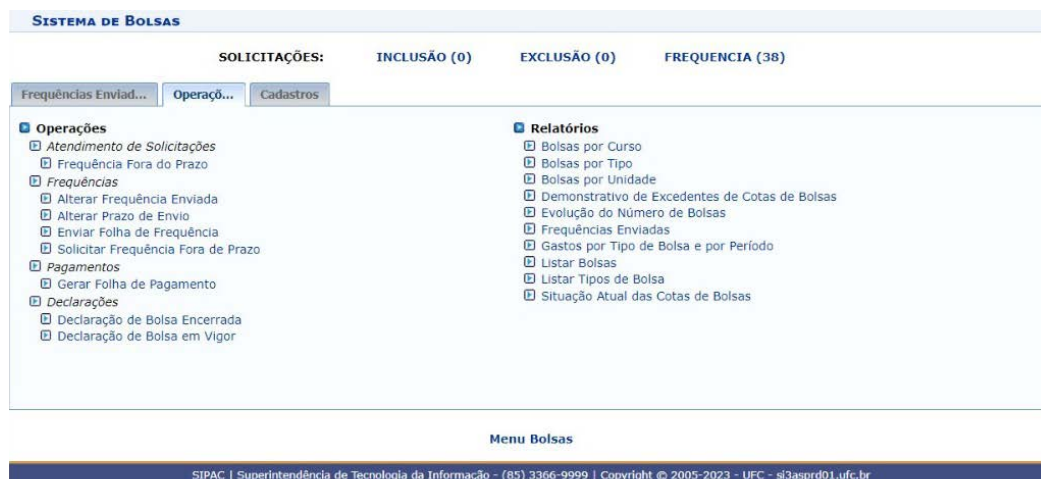 SISTEMA DE BOLSAS
SOLICITAÇÕES: INCLUSÃO (0) EXCLUSÃO (0) FREQUENCIA (38)
Frequências Enviad... Operaçõ... Cadastros
Operações
Atendimento de Solicitações
Frequência Fora do Prazo
Frequências
Alterar Frequência Enviada
Alterar Prazo de Envio
Enviar Folha de Frequência
Solicitar Frequência Fora de Prazo
Pagamentos
Gerar Folha de Pagamento
Declarações
Declaração de Bolsa Encerrada
Declaração de Bolsa em Vigor
Relatórios
Bolsas por Curso
Bolsas por Tipo
Bolsas por Unidade
Demonstrativo de Excedentes de Cotas de Bolsas
Evolução do Número de Bolsas
Frequências Enviadas
Gastos por Tipo de Bolsa e por Período
Listar Bolsas
Listar Tipos de Bolsa
Situação Atual das Cotas de Bolsas
Menu Bolsas
SIPAC | Superintendência de Tecnologia da Informação - (85) 3366-9999 | Copyright © 2005-2023 - UFC - si3asprd01.ufc.br